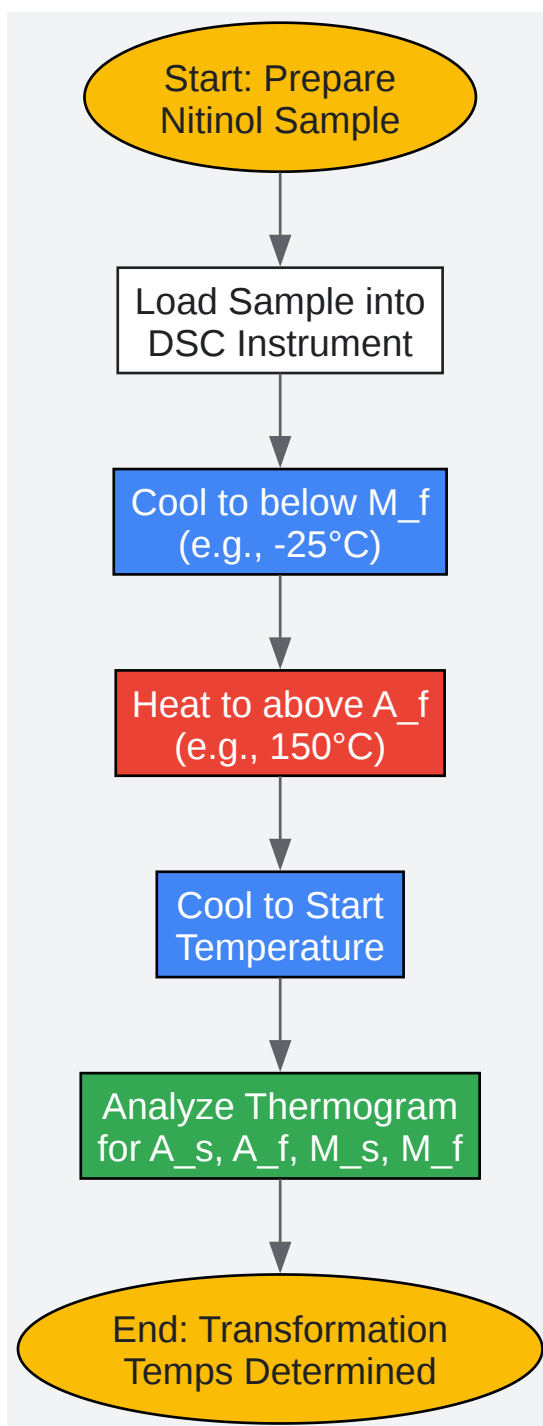 Start: Prepare
Nitinol Sample
Load Sample into
DSC Instrument
Cool to below M_f
(e.g., -25°C)
Heat to above A_f
(e.g., 150°C)
Cool to Start
Temperature
Analyze Thermogram
for A_s, A_f, M_s, M_f
End: Transformation
Temps Determined